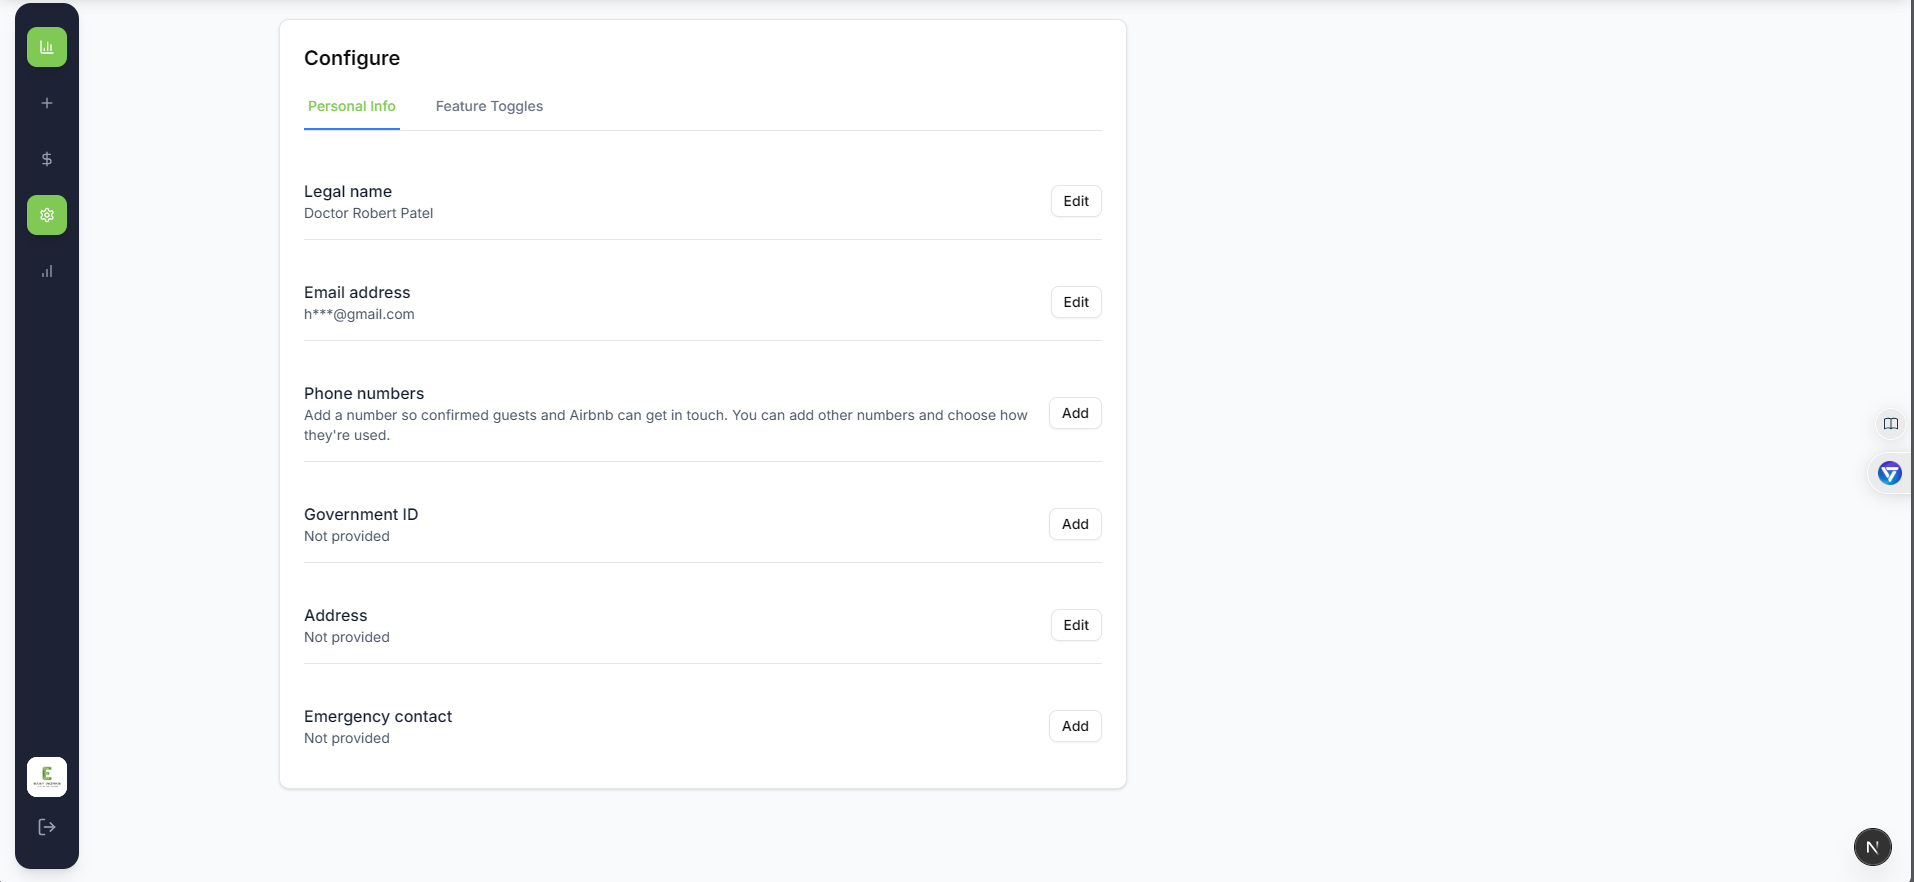 Configure
Personal Info
Feature Toggles
Legal name
Doctor Robert Patel
Edit
Email address
h***@gmail.com
Edit
Phone numbers
Add a number so confirmed guests and Airbnb can get in touch. You can add other numbers and choose how
they're used.
Add
Government ID
Not provided
Add
Address
Not provided
Edit
Emergency contact
Not provided
Add
E
N